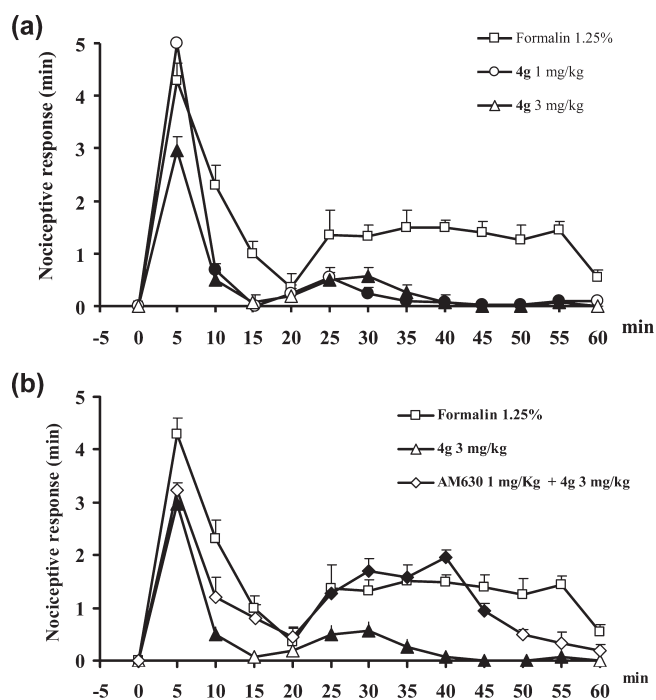 (a)
Nociceptive response (min)
5
4
3
2
1
0
Formalin 1.25%
4g 1 mg/kg
4g 3 mg/kg
-5 0 5 10 15 20 25 30 35 40 45 50 55 60 min
(b)
Nociceptive response (min)
5
4
3
2
1
0
Formalin 1.25%
4g 3 mg/kg
AM630 1 mg/Kg + 4g 3 mg/kg
-5 0 5 10 15 20 25 30 35 40 45 50 55 60 min